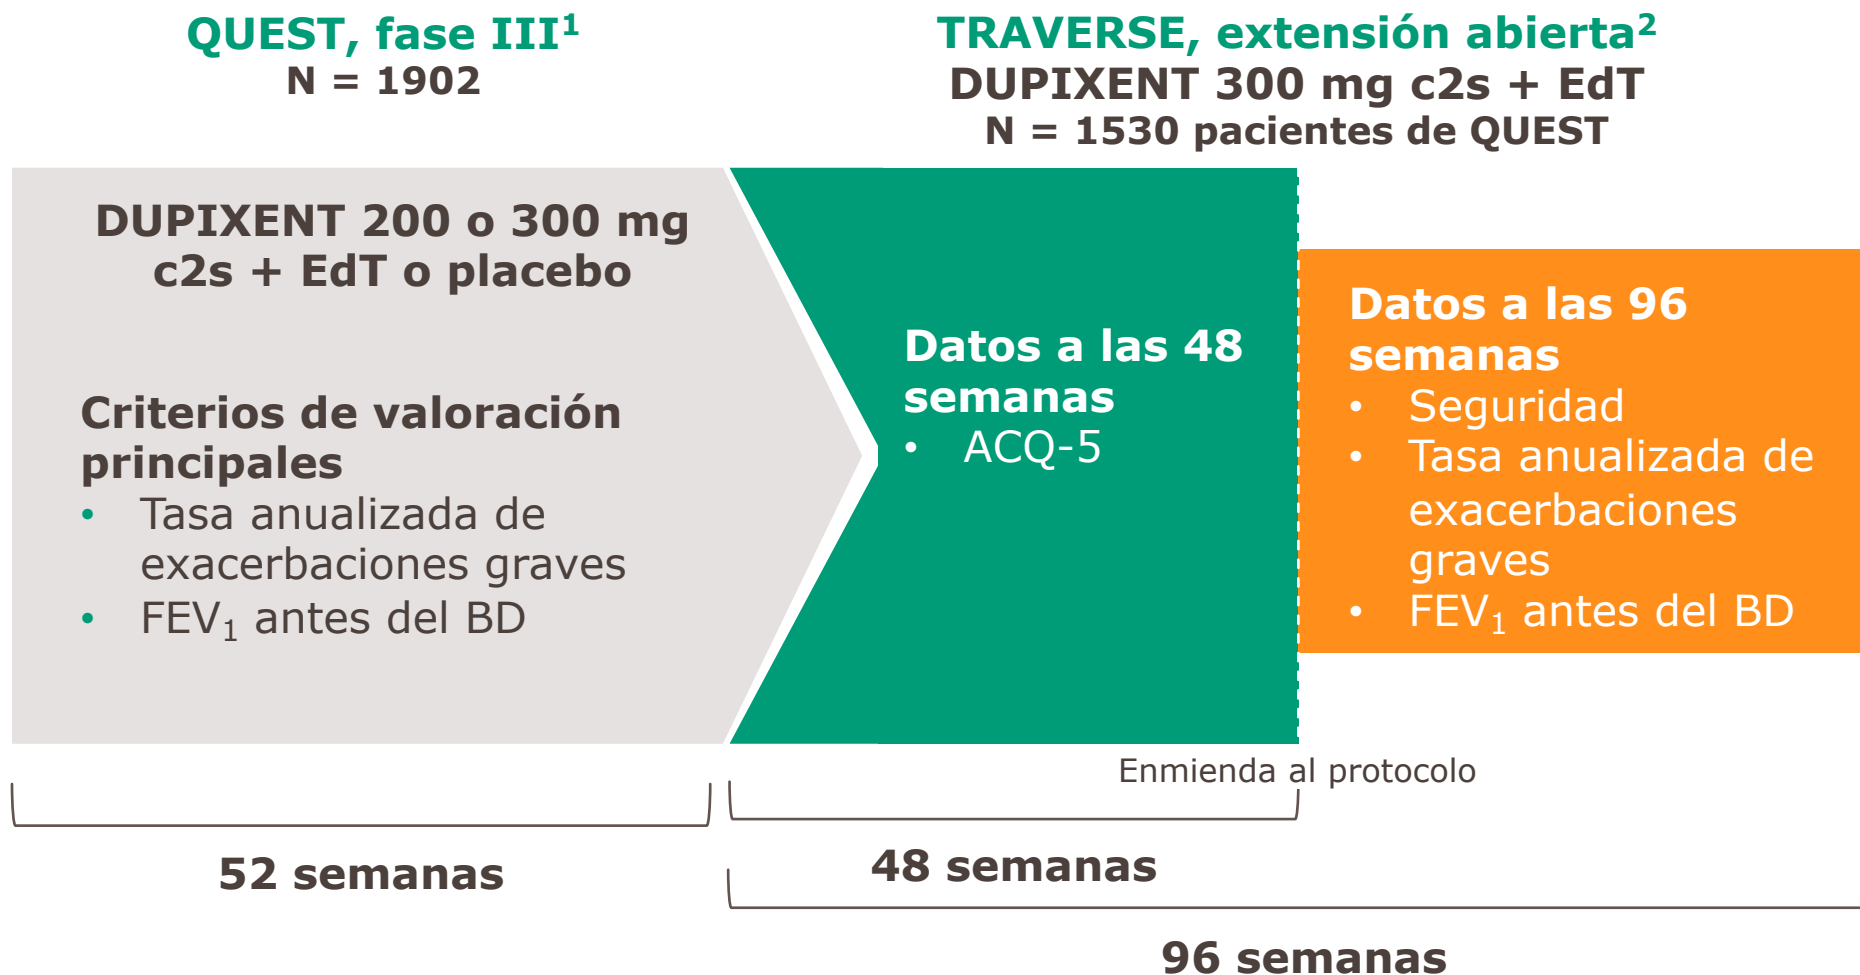 QUEST, fase III¹
N = 1902
TRAVERSE, extensión abierta²
DUPIXENT 300 mg c2s + EdT
N = 1530 pacientes de QUEST
DUPIXENT 200 o 300 mg
c2s + EdT o placebo
Criterios de valoración
principales
• Tasa anualizada de
exacerbaciones graves
• FEV₁ antes del BD
Datos a las 48
semanas
• ACQ-5
Datos a las 96
semanas
• Seguridad
• Tasa anualizada de
exacerbaciones
graves
• FEV₁ antes del BD
Enmienda al protocolo
52 semanas
48 semanas
96 semanas